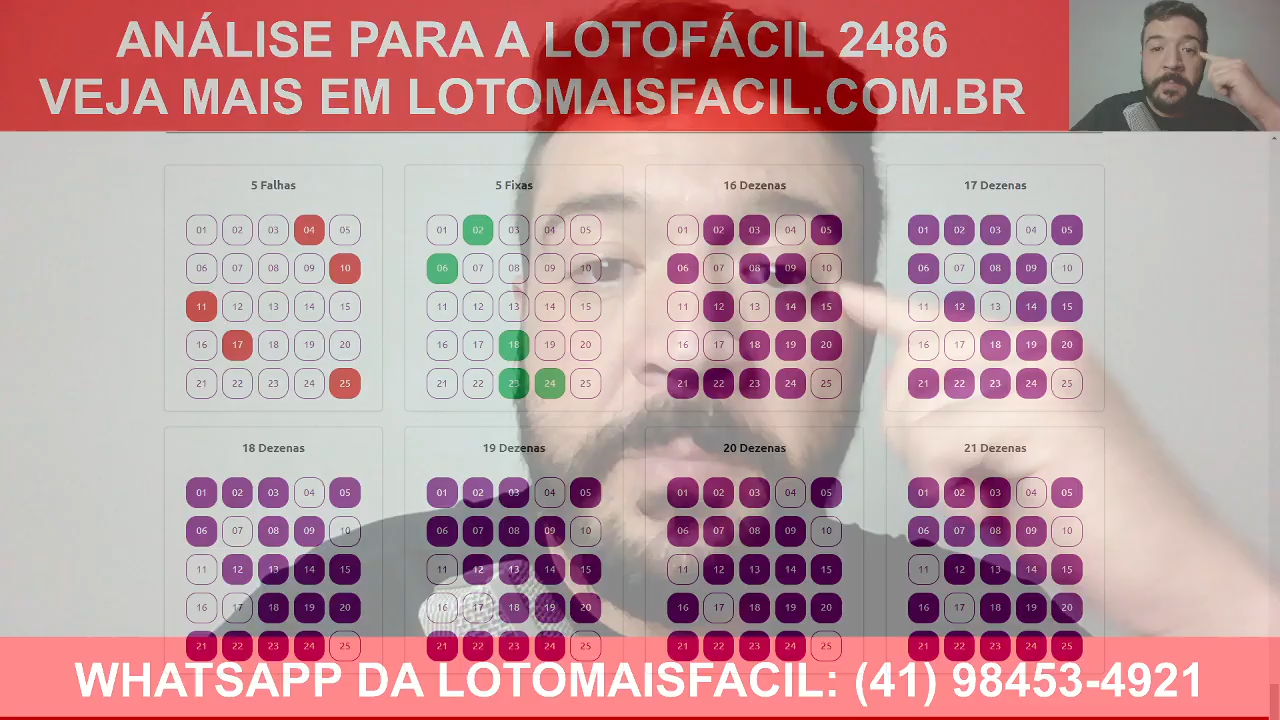 ANÁLISE PARA A LOTOFÁCIL 2486
VEJA MAIS EM LOTOMAISFACIL.COM.BR
5 Falhas
01 02 03 04 05
06 07 08 09 10
11 12 13 14 15
16 17 18 19 20
21 22 23 24 25
5 Fixas
01 02 03 04 05
06 07 08 09 10
11 12 13 14 15
16 17 18 19 20
21 22 23 24 25
16 Dezenas
01 02 03 04 05
06 07 08 09 10
11 12 13 14 15
16 17 18 19 20
21 22 23 24 25
17 Dezenas
01 02 03 04 05
06 07 08 09 10
11 12 13 14 15
16 17 18 19 20
21 22 23 24 25
18 Dezenas
01 02 03 04 05
06 07 08 09 10
11 12 13 14 15
16 17 18 19 20
21 22 23 24 25
19 Dezenas
01 02 03 04 05
06 07 08 09 10
11 12 13 14 15
16 17 18 19 20
21 22 23 24 25
20 Dezenas
01 02 03 04 05
06 07 08 09 10
11 12 13 14 15
16 17 18 19 20
21 22 23 24 25
21 Dezenas
01 02 03 04 05
06 07 08 09 10
11 12 13 14 15
16 17 18 19 20
21 22 23 24 25
WHATSAPP DA LOTOMAISFACIL: (41) 98453-4921